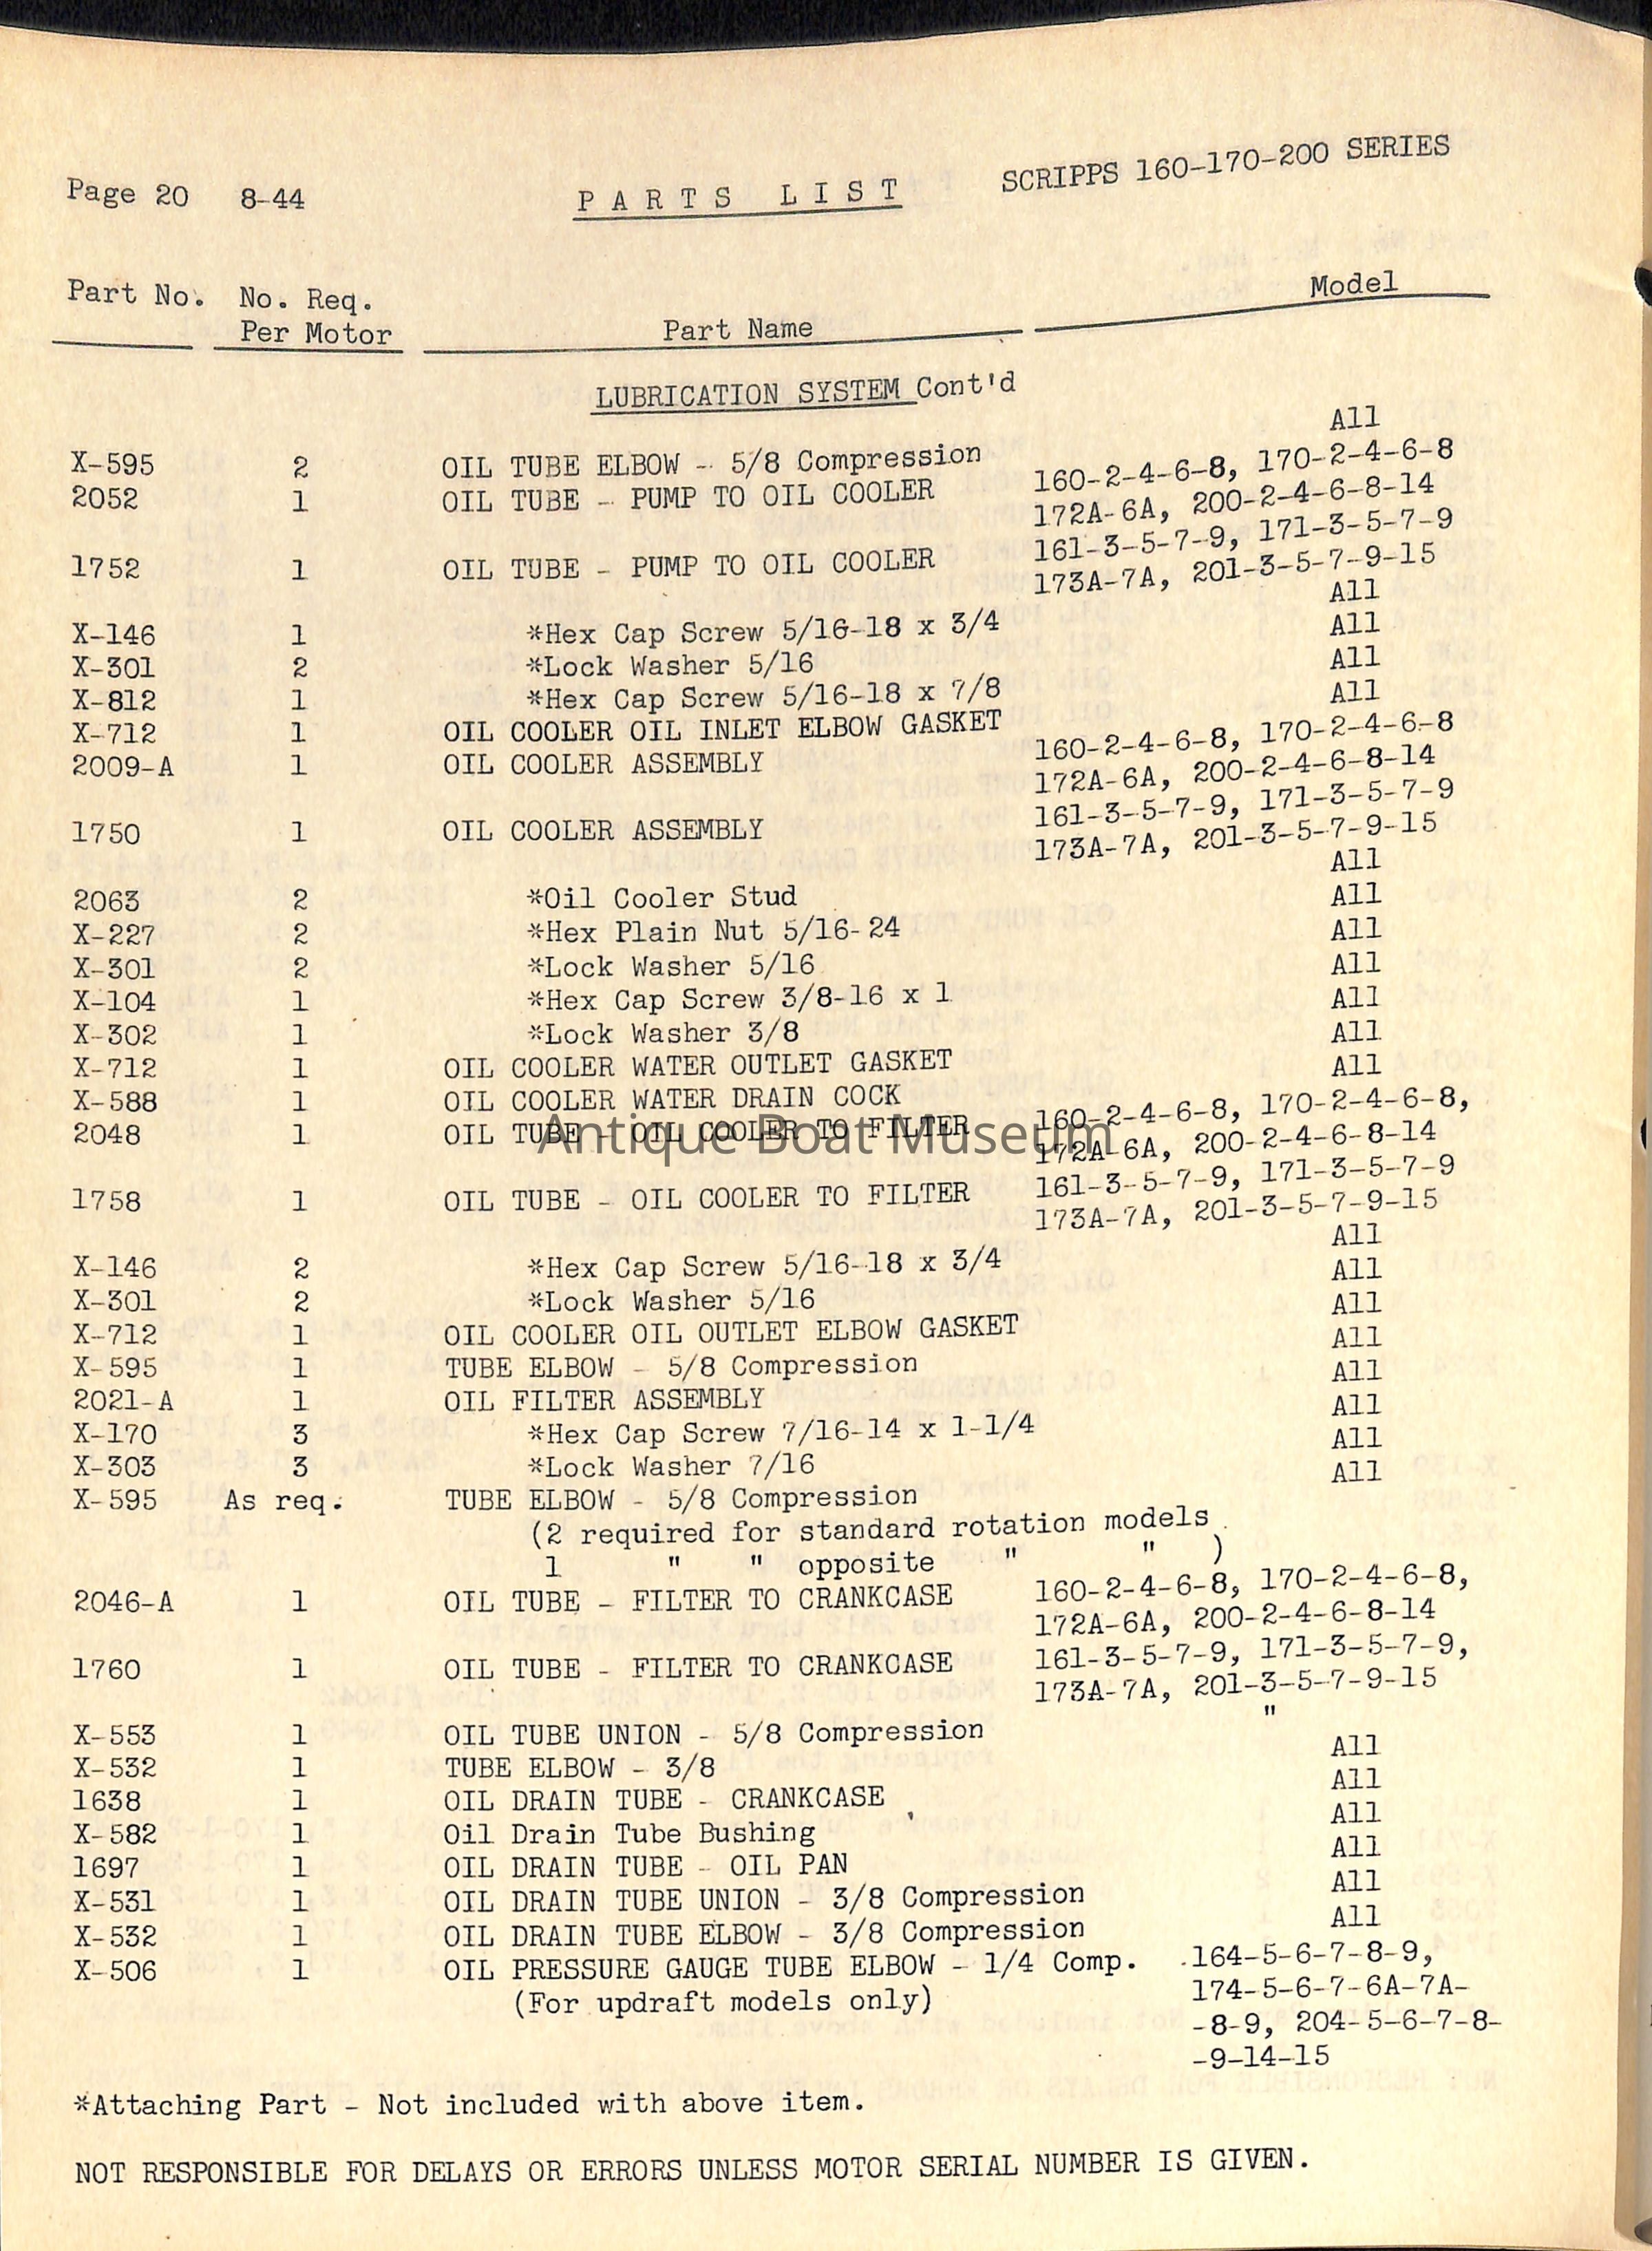 Page 20 8-44 PARTS LIST SCRIPPS 160-170-200 SERIES
Part No. No. Req. Model
Per Motor Part Name
LUBRICATION SYSTEM Cont'd
X-595 2 OIL TUBE ELBOW - 5/8 Compression All
2052 1 OIL TUBE - PUMP TO OIL COOLER 160-2-4-6-8, 170-2-4-6-8
172A-6A, 200-2-4-6-8-14
1752 1 OIL TUBE - PUMP TO OIL COOLER 161-3-5-7-9, 171-3-5-7-9
173A-7A, 201-3-5-7-9-15
X-146 1 *Hex Cap Screw 5/16-18 x 3/4 All
X-301 2 *Lock Washer 5/16 All
X-812 1 *Hex Cap Screw 5/16-18 x 7/8 All
X-712 1 OIL COOLER OIL INLET ELBOW GASKET All
2009-A 1 OIL COOLER ASSEMBLY 160-2-4-6-8, 170-2-4-6-8
172A-6A, 200-2-4-6-8-14
1750 1 OIL COOLER ASSEMBLY 161-3-5-7-9, 171-3-5-7-9
173A-7A, 201-3-5-7-9-15
2063 2 *Oil Cooler Stud All
X-227 2 *Hex Plain Nut 5/16-24 All
X-301 2 *Lock Washer 5/16 All
X-104 1 *Hex Cap Screw 3/8-16 x 1 All
X-302 1 *Lock Washer 3/8 All
X-712 1 OIL COOLER WATER OUTLET GASKET All
X-588 1 OIL COOLER WATER DRAIN COCK All
2048 1 OIL TUBE - OIL COOLER TO FILTER 160-2-4-6-8, 170-2-4-6-8,
172A-6A, 200-2-4-6-8-14
Antique Boat Museum
1758 1 OIL TUBE - OIL COOLER TO FILTER 161-3-5-7-9, 171-3-5-7-9
173A-7A, 201-3-5-7-9-15
X-146 2 *Hex Cap Screw 5/16-18 x 3/4 All
X-301 2 *Lock Washer 5/16 All
X-712 1 OIL COOLER OIL OUTLET ELBOW GASKET All
X-595 1 TUBE ELBOW - 5/8 Compression All
2021-A 1 OIL FILTER ASSEMBLY All
X-170 3 *Hex Cap Screw 7/16-14 x 1-1/4 All
X-303 3 *Lock Washer 7/16 All
X-595 As req. TUBE ELBOW - 5/8 Compression All
(2 required for standard rotation models
1 " " opposite " " )
2046-A 1 OIL TUBE - FILTER TO CRANKCASE 160-2-4-6-8, 170-2-4-6-8,
172A-6A, 200-2-4-6-8-14
1760 1 OIL TUBE - FILTER TO CRANKCASE 161-3-5-7-9, 171-3-5-7-9,
173A-7A, 201-3-5-7-9-15
X-553 1 OIL TUBE UNION - 5/8 Compression "
X-532 1 TUBE ELBOW - 3/8 All
1638 1 OIL DRAIN TUBE - CRANKCASE All
X-582 1 Oil Drain Tube Bushing All
1697 1 OIL DRAIN TUBE - OIL PAN All
X-531 1 OIL DRAIN TUBE UNION - 3/8 Compression All
X-532 1 OIL DRAIN TUBE ELBOW - 3/8 Compression All
X-506 1 OIL PRESSURE GAUGE TUBE ELBOW - 1/4 Comp. 164-5-6-7-8-9,
(For updraft models only) 174-5-6-7-6A-7A-
-8-9, 204-5-6-7-8-
-9-14-15
*Attaching Part - Not included with above item.
NOT RESPONSIBLE FOR DELAYS OR ERRORS UNLESS MOTOR SERIAL NUMBER IS GIVEN.